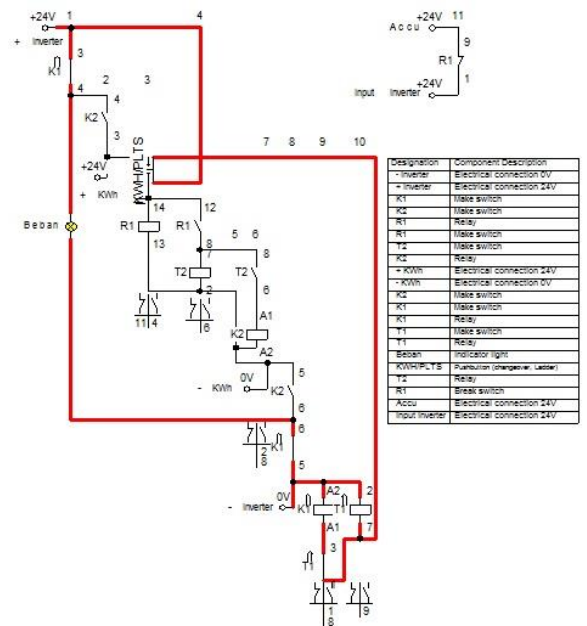 +24V 1 4
+ Inverter
3
K1
4 2 3
4
K2
3
+24V
+ KWh
KWH/PLTS
Beban
14 12
R1 R1
13 8 5 6
7 8
T2 T2
2 6
11 4
6
A1
K2
A2
0V
- KWh
5
K2
6
6
2
8
K1
5
0V
- Inverter
A2 2
K1 T1
A1 7
3
T1
1
8
9
7 8 9 10
+24V 11
Accu
9
R1
+24V 1
Input Inverter
Designation Component Description
- Inverter Electrical connection 0V
+ Inverter Electrical connection 24V
K1 Make switch
K2 Make switch
R1 Relay
R1 Make switch
T2 Make switch
K2 Relay
+ KWh Electrical connection 24V
- KWh Electrical connection 0V
K2 Make switch
K1 Make switch
K1 Relay
T1 Make switch
T1 Relay
Beban Indicator light
KWH/PLTS Pushbutton (changeover, Ladder)
T2 Relay
R1 Break switch
Accu Electrical connection 24V
Input Inverter Electrical connection 24V